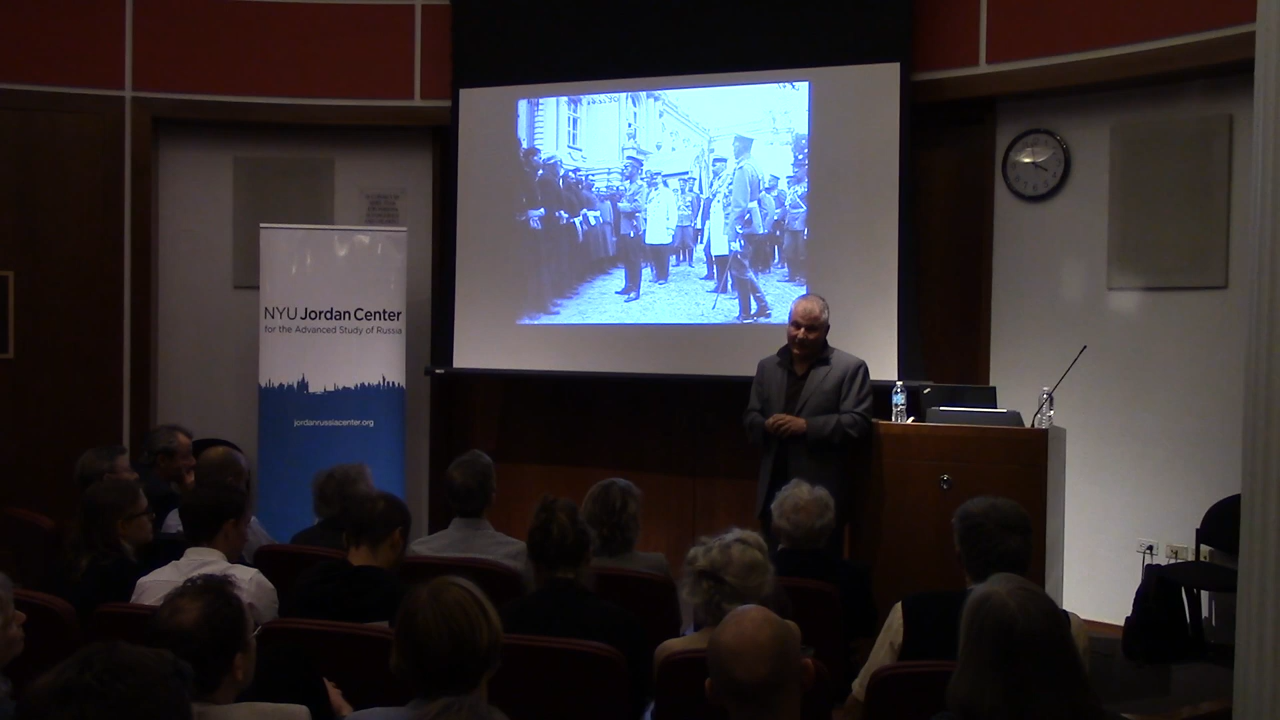 NYU Jordan Center
for the Advanced Study of Russia
jordanrussiacenter.org